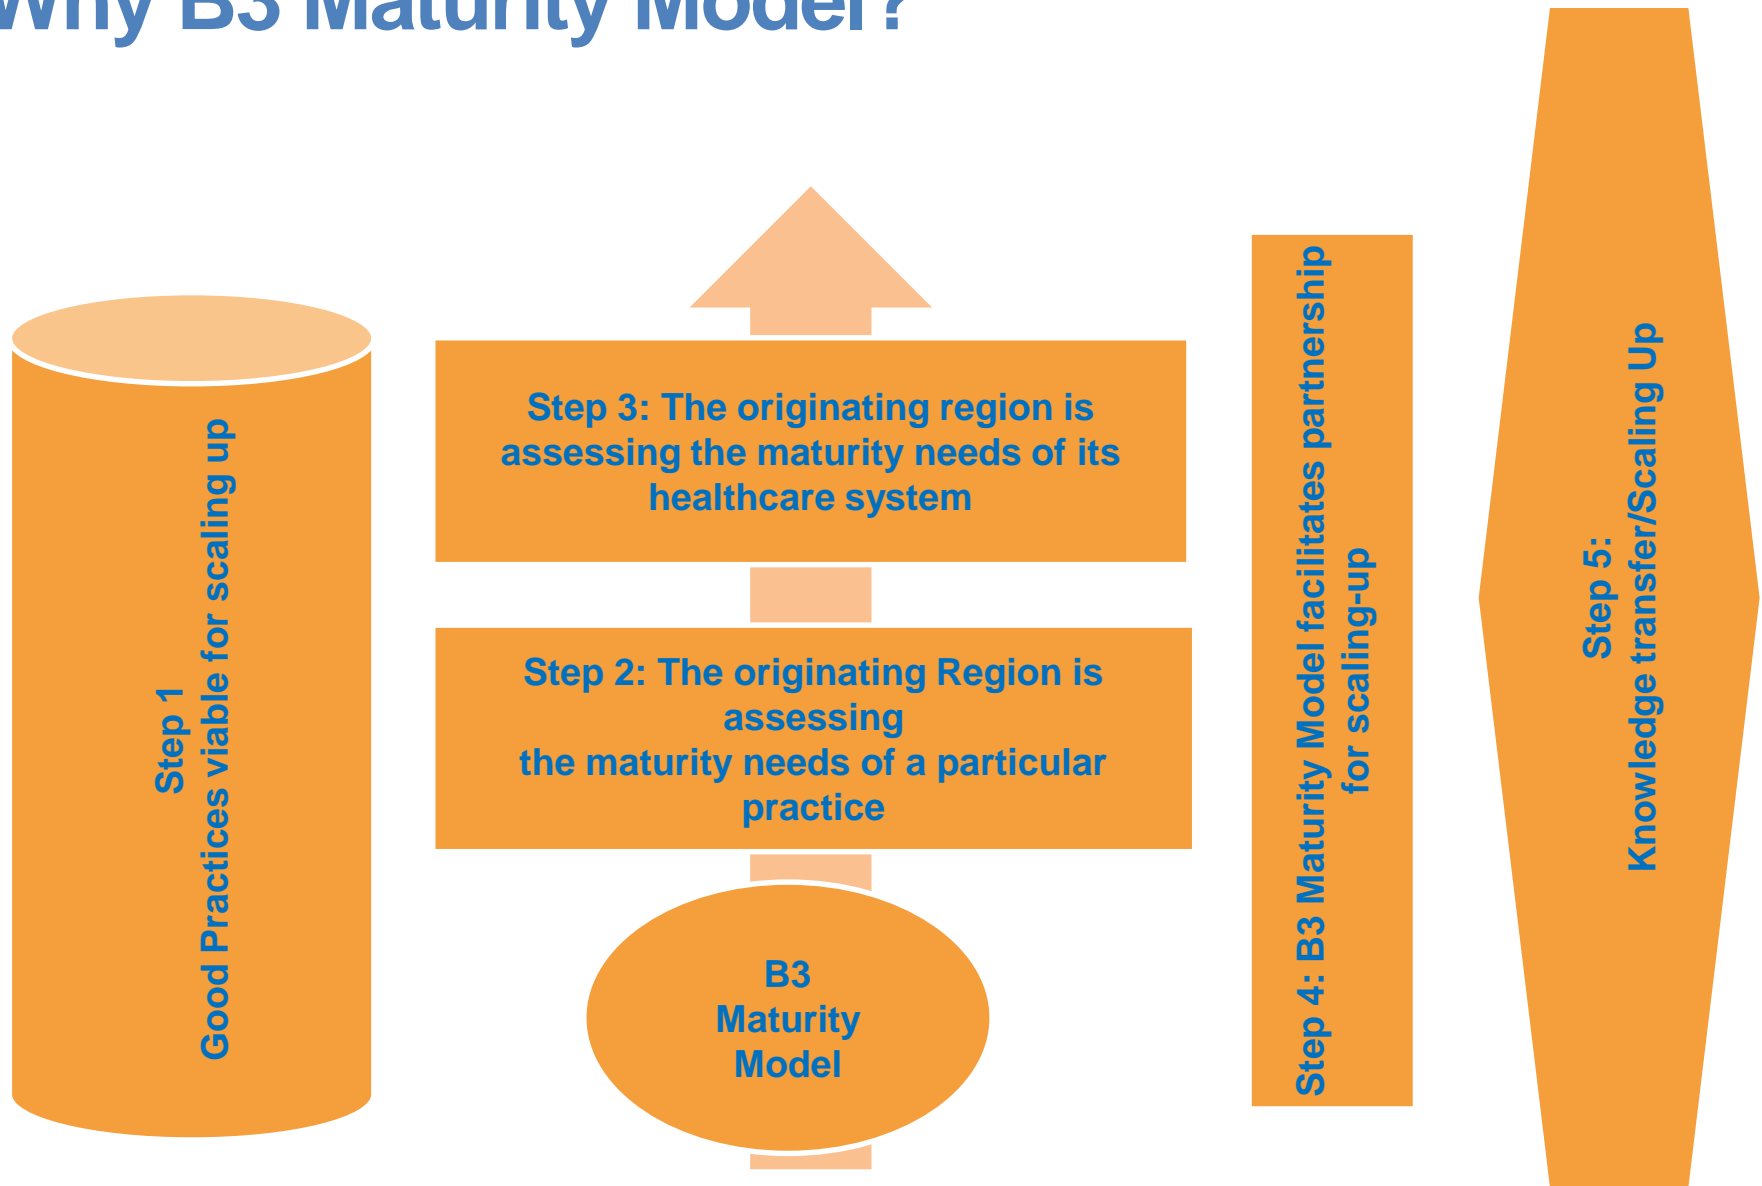 Why B3 Maturity Model?
Step 1
Good Practices viable for scaling up
Step 3: The originating region is
assessing the maturity needs of its
healthcare system
Step 2: The originating Region is
assessing
the maturity needs of a particular
practice
B3
Maturity
Model
Step 4: B3 Maturity Model facilitates partnership
for scaling-up
Step 5:
Knowledge transfer/Scaling Up